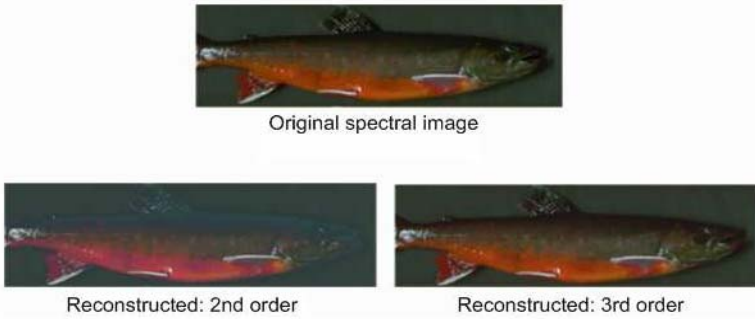 Original spectral image
Reconstructed: 2nd order
Reconstructed: 3rd order